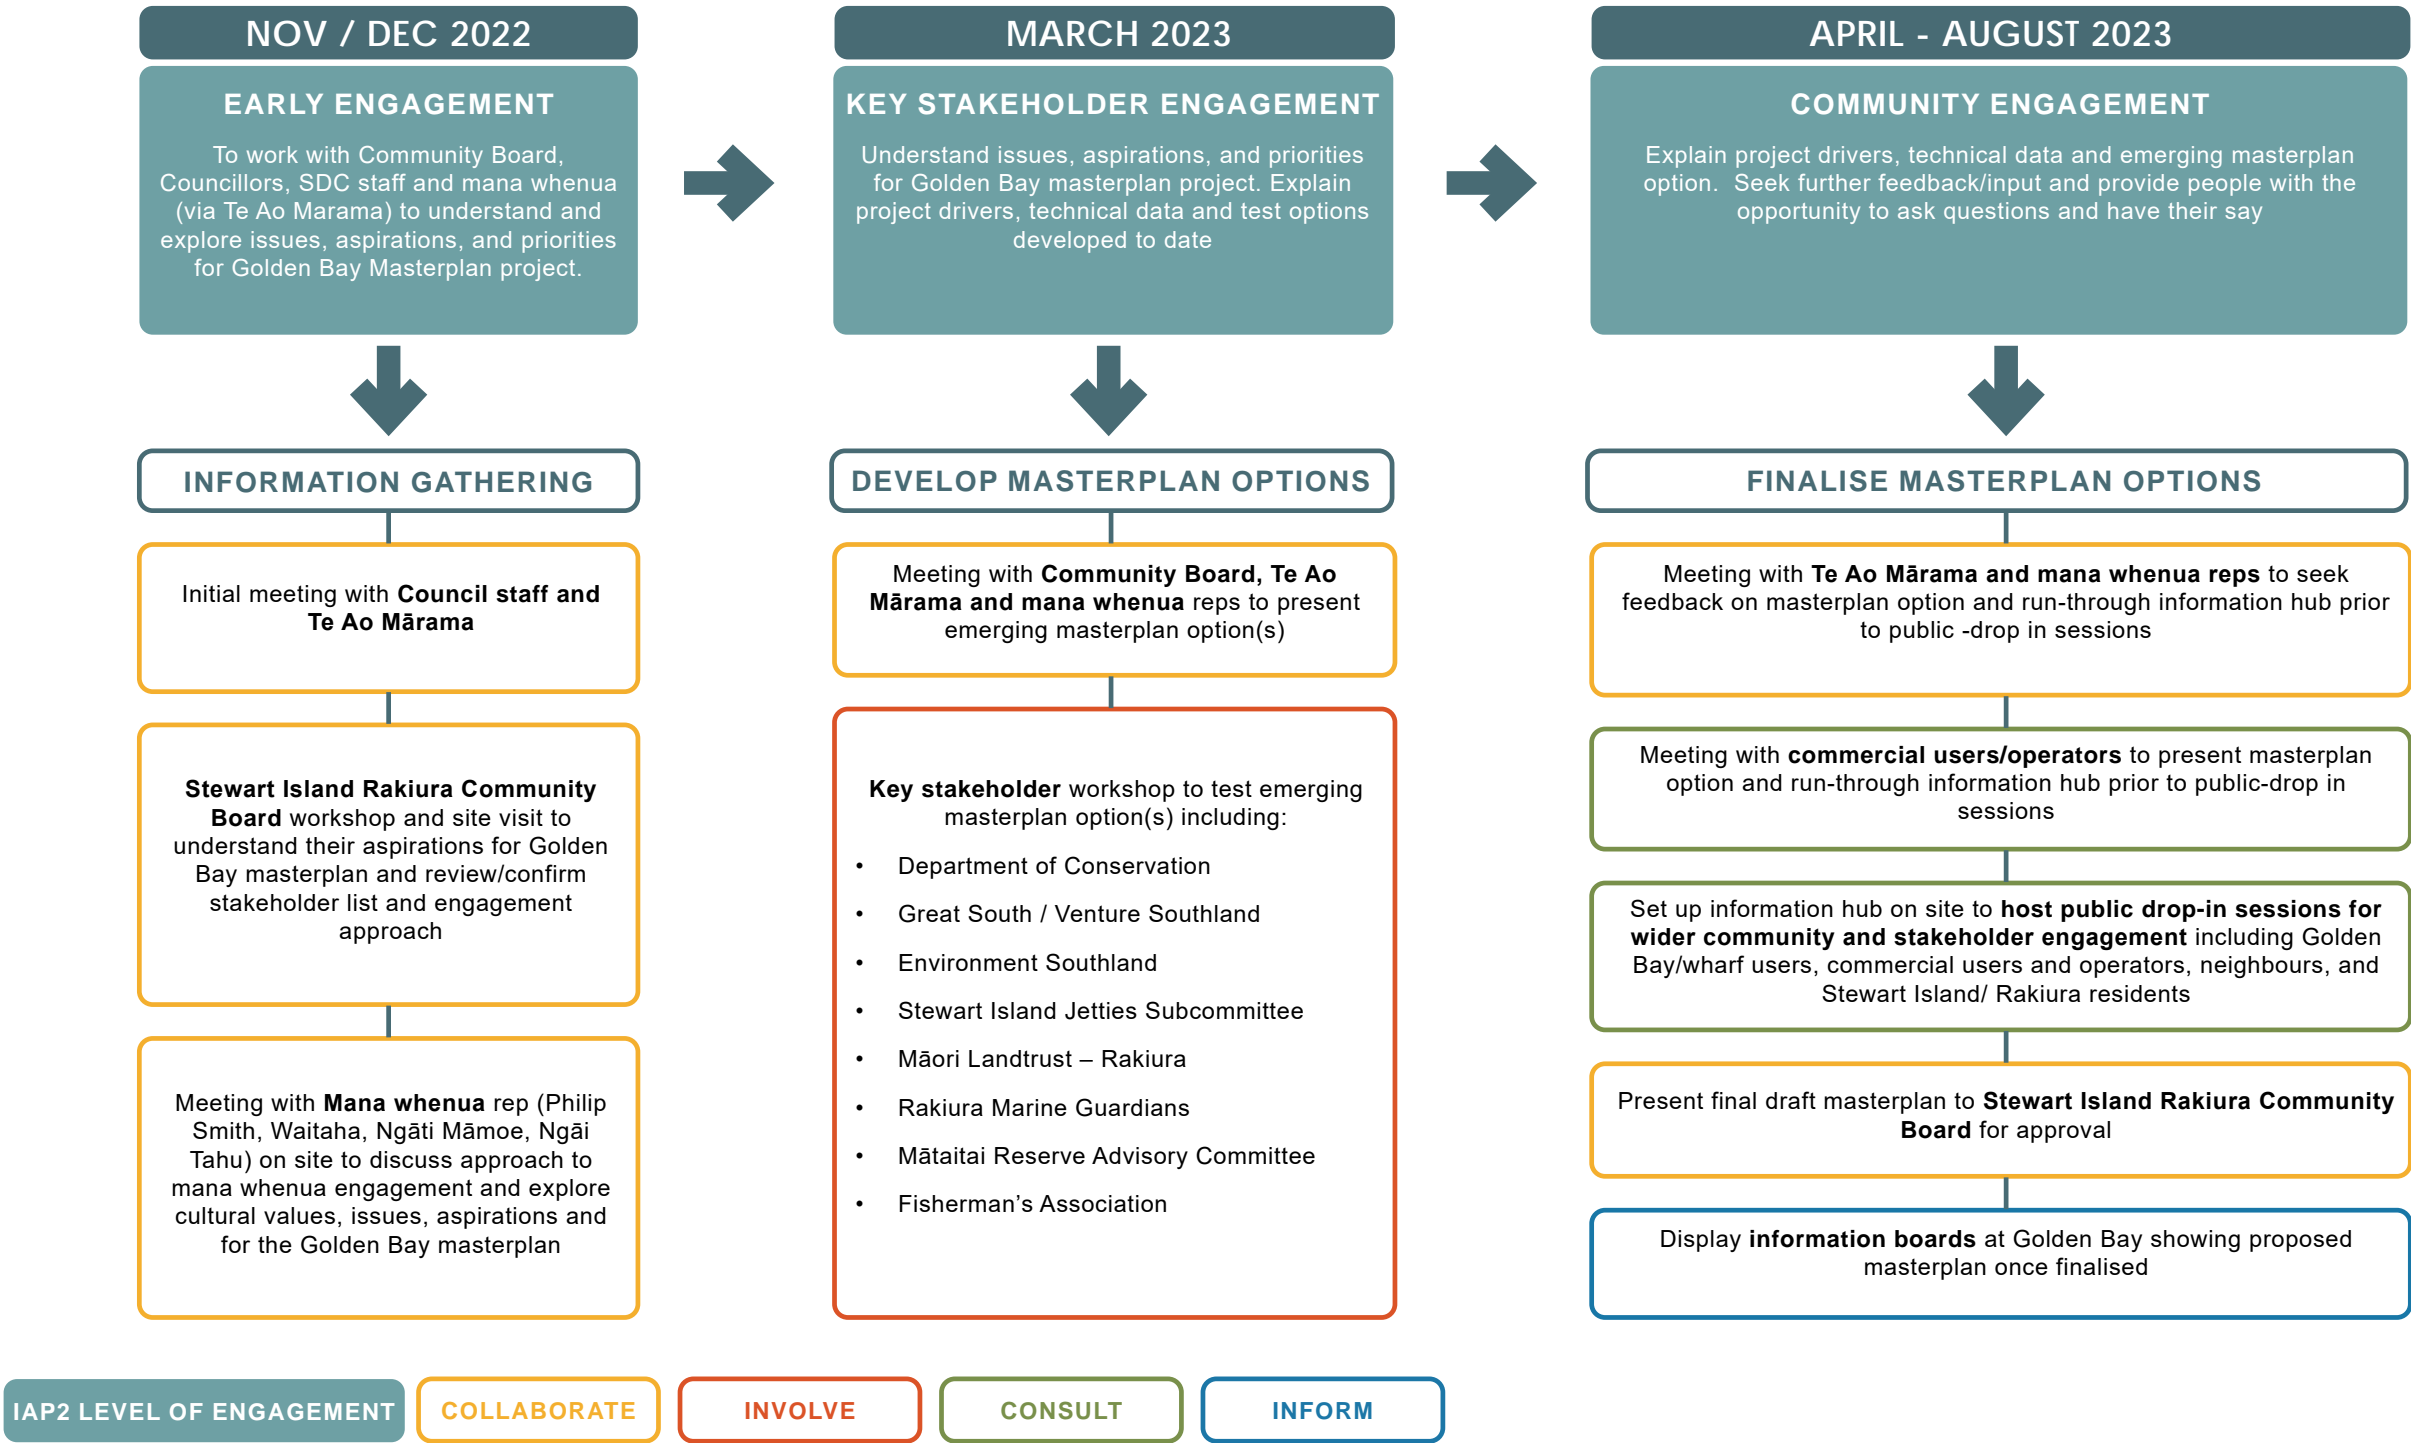 NOV / DEC 2022
EARLY ENGAGEMENT
To work with Community Board,
Councillors, SDC staff and mana whenua
(via Te Ao Marama) to understand and
explore issues, aspirations, and priorities
for Golden Bay Masterplan project.
INFORMATION GATHERING
Initial meeting with Council staff and
Te Ao Mārama
Stewart Island Rakiura Community
Board workshop and site visit to
understand their aspirations for Golden
Bay masterplan and review/confirm
stakeholder list and engagement
approach
Meeting with Mana whenua rep (Philip
Smith, Waitaha, Ngāti Māmoe, Ngāi
Tahu) on site to discuss approach to
mana whenua engagement and explore
cultural values, issues, aspirations and
for the Golden Bay masterplan
MARCH 2023
KEY STAKEHOLDER ENGAGEMENT
Understand issues, aspirations, and priorities
for Golden Bay masterplan project. Explain
project drivers, technical data and test options
developed to date
DEVELOP MASTERPLAN OPTIONS
Meeting with Community Board, Te Ao
Mārama and mana whenua reps to present
emerging masterplan option(s)
Key stakeholder workshop to test emerging
masterplan option(s) including:
• Department of Conservation
• Great South / Venture Southland
• Environment Southland
• Stewart Island Jetties Subcommittee
• Māori Landtrust – Rakiura
• Rakiura Marine Guardians
• Mātaitai Reserve Advisory Committee
• Fisherman’s Association
APRIL - AUGUST 2023
COMMUNITY ENGAGEMENT
Explain project drivers, technical data and emerging masterplan
option. Seek further feedback/input and provide people with the
opportunity to ask questions and have their say
FINALISE MASTERPLAN OPTIONS
Meeting with Te Ao Mārama and mana whenua reps to seek
feedback on masterplan option and run-through information hub prior
to public -drop in sessions
Meeting with commercial users/operators to present masterplan
option and run-through information hub prior to public-drop in
sessions
Set up information hub on site to host public drop-in sessions for
wider community and stakeholder engagement including Golden
Bay/wharf users, commercial users and operators, neighbours, and
Stewart Island/ Rakiura residents
Present final draft masterplan to Stewart Island Rakiura Community
Board for approval
Display information boards at Golden Bay showing proposed
masterplan once finalised
IAP2 LEVEL OF ENGAGEMENT
COLLABORATE
INVOLVE
CONSULT
INFORM